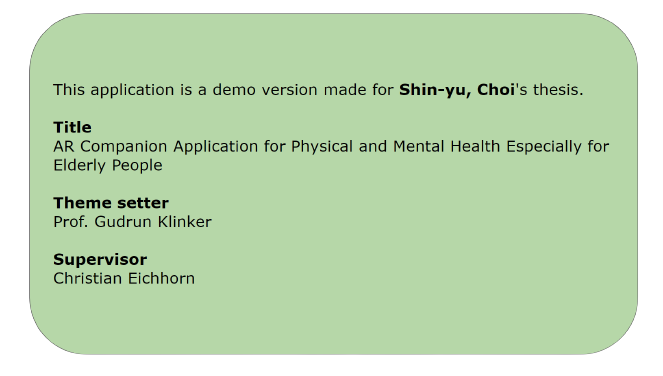 This application is a demo version made for Shin-yu, Choi's thesis.
Title
AR Companion Application for Physical and Mental Health Especially for
Elderly People
Theme setter
Prof. Gudrun Klinker
Supervisor
Christian Eichhorn